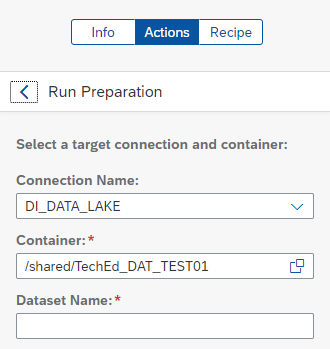 Info Actions Recipe
Run Preparation
Select a target connection and container:
Connection Name:
DI_DATA_LAKE
Container:*
/shared/TechEd_DAT_TEST01
Dataset Name:*